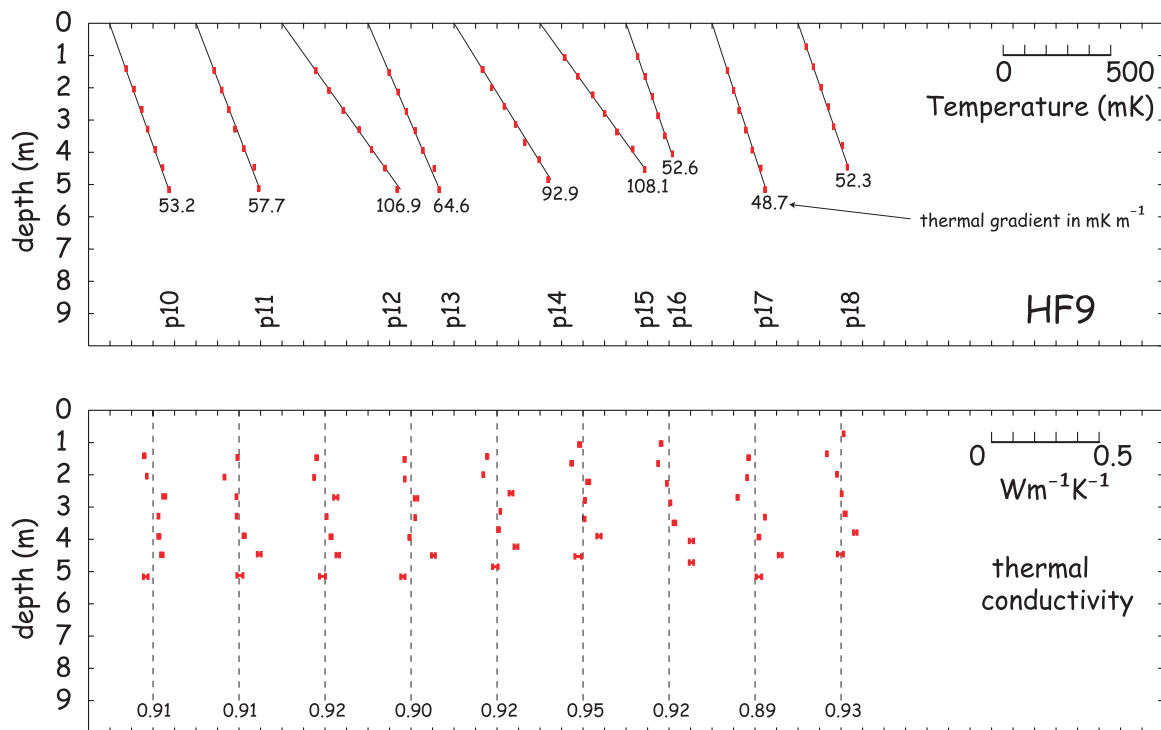 0
1
2
3
4
5
6
7
8
9
depth (m)
53.2
57.7
106.9
64.6
92.9
108.1
52.6
48.7
52.3
0 500
Temperature (mK)
thermal gradient in mK m⁻¹
p10
p11
p12
p13
p14
p15
p16
p17
p18
HF9
0
1
2
3
4
5
6
7
8
9
depth (m)
0 0.5
Wm⁻¹K⁻¹
thermal
conductivity
0.91
0.91
0.92
0.90
0.92
0.95
0.92
0.89
0.93